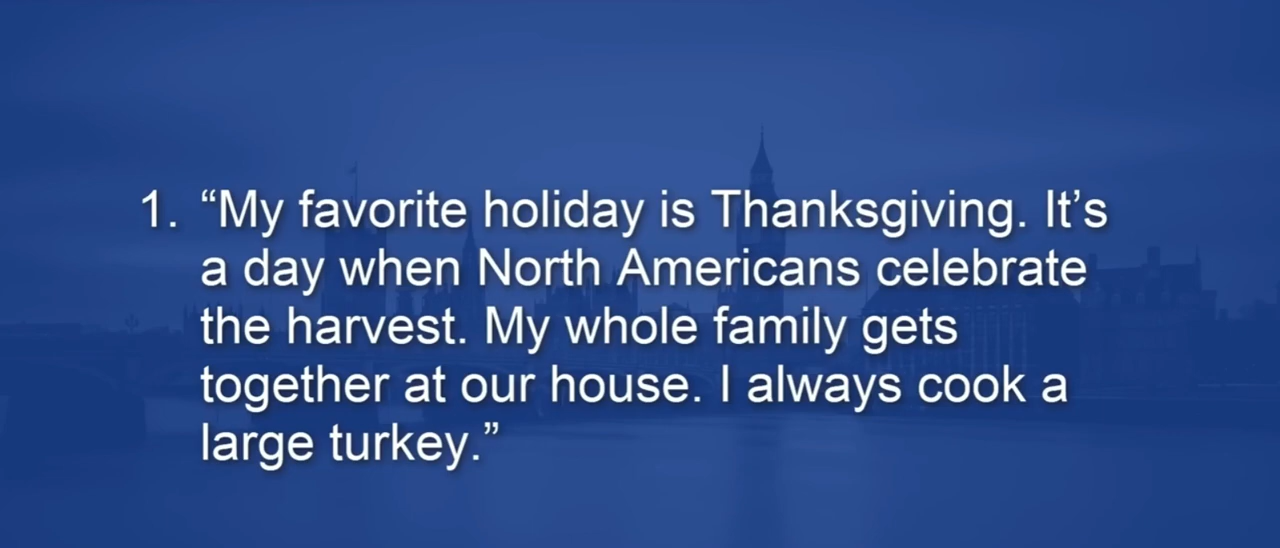 1. “My favorite holiday is Thanksgiving. It’s
a day when North Americans celebrate
the harvest. My whole family gets
together at our house. I always cook a
large turkey.”